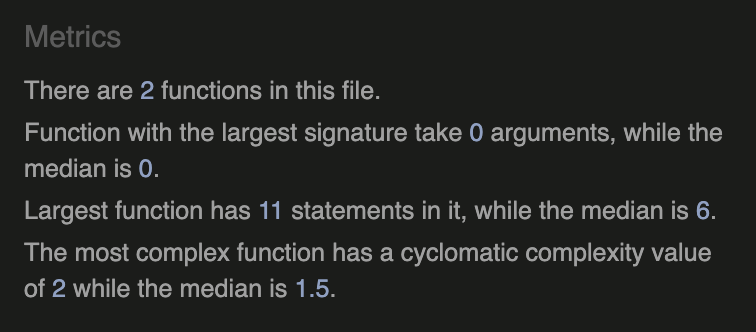 Metrics
There are 2 functions in this file.
Function with the largest signature take 0 arguments, while the
median is 0.
Largest function has 11 statements in it, while the median is 6.
The most complex function has a cyclomatic complexity value
of 2 while the median is 1.5.